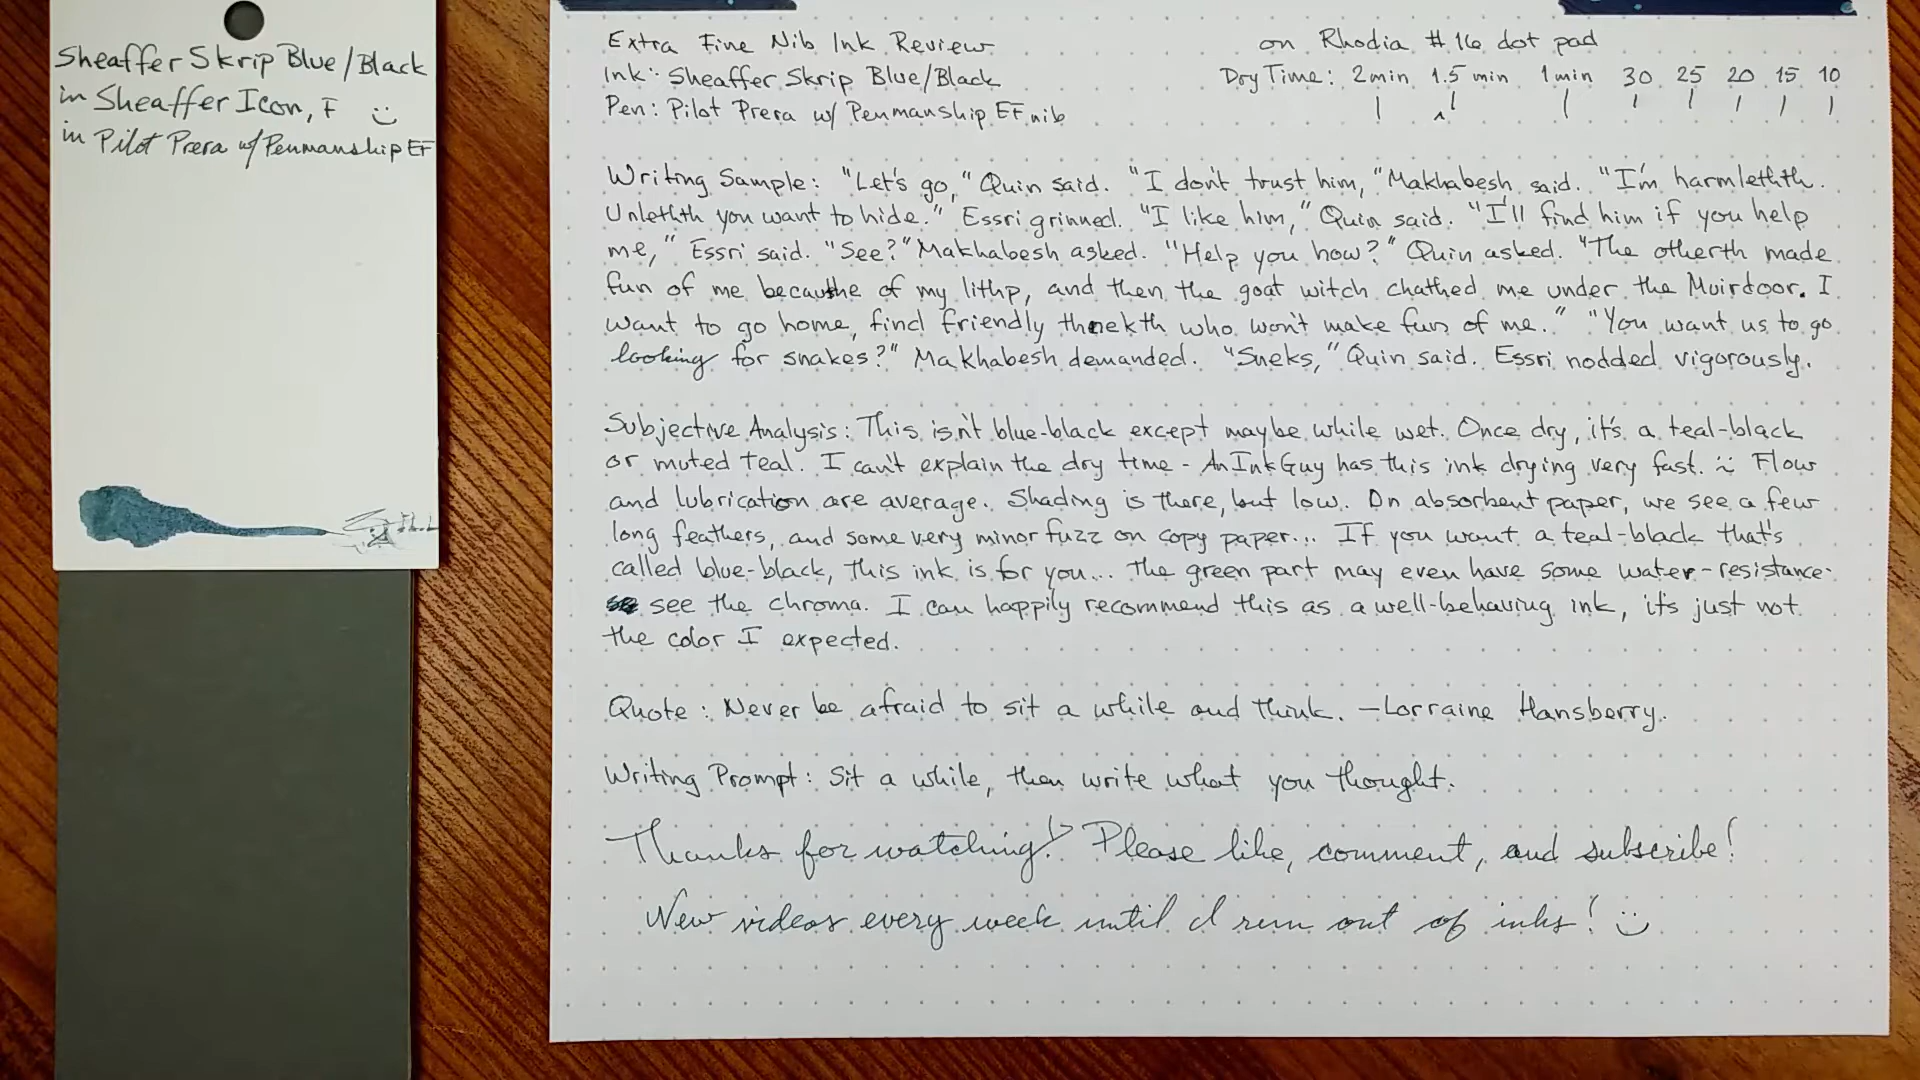 Sheaffer Skrip Blue/Black
in Sheaffer Icon, F :)
in Pilot Prera w/ Penmanship EF
Extra Fine Nib Ink Review
Ink: Sheaffer Skrip Blue/Black
Pen: Pilot Prera w/ Penmanship EF nib
on Rhodia #16 dot pad
Dry Time: 2 min 1.5 min 1 min 30 25 20 15 10
Writing Sample: "Let's go," Quin said. "I don't trust him," Makhabesh said. "I'm harmlethth.
Unlethth you want to hide." Essri grinned. "I like him," Quin said. "I'll find him if you help
me," Essri said. "See?" Makhabesh asked. "Help you how?" Quin asked. "The otherth made
fun of me becauthe of my lithp, and then the goat witch chathed me under the Muirdoor. I
want to go home, find friendly thnekth who won't make fun of me." "You want us to go
looking for snakes?" Makhabesh demanded. "Sneks," Quin said. Essri nodded vigorously.
Subjective Analysis: This isn't blue-black except maybe while wet. Once dry, it's a teal-black
or muted teal. I can't explain the dry time - AnInkGuy has this ink drying very fast. :~ Flow
and lubrication are average. Shading is there, but low. On absorbent paper, we see a few
long feathers, and some very minor fuzz on copy paper... If you want a teal-black that's
called blue-black, this ink is for you... The green part may even have some water-resistance-
see the chroma. I can happily recommend this as a well-behaving ink, it's just not
the color I expected.
Quote: Never be afraid to sit a while and think. -Lorraine Hansberry.
Writing Prompt: Sit a while, then write what you thought.
Thanks for watching! Please like, comment, and subscribe!
New videos every week until I run out of inks! :)